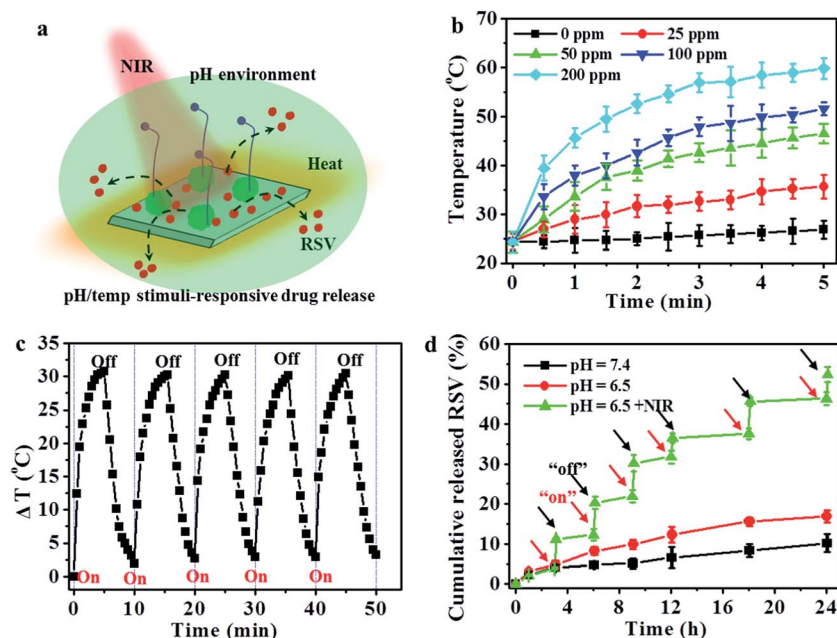 a
NIR
pH environment
Heat
RSV
pH/temp stimuli-responsive drug release
b
Temperature (°C)
70
60
50
40
30
20
0 ppm
25 ppm
50 ppm
100 ppm
200 ppm
0 1 2 3 4 5
Time (min)
c
Δ T (°C)
35
30
25
20
15
10
5
0
Off Off Off Off Off
On On On On On
0 10 20 30 40 50
Time (min)
d
Cumulative released RSV (%)
60
50
40
30
20
10
0
pH = 7.4
pH = 6.5
pH = 6.5 +NIR
“off”
“on”
0 4 8 12 16 20 24
Time (h)